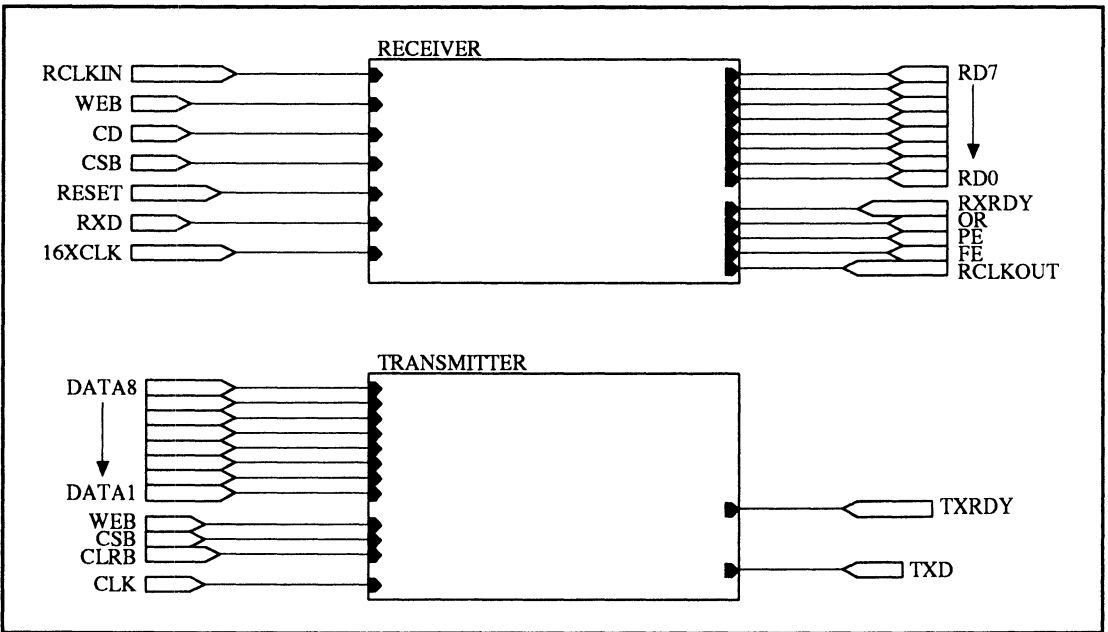 RECEIVER
RCLKIN
WEB
CD
CSB
RESET
RXD
16XCLK
RD7
RD0
RXRDY
OR
PE
FE
RCLKOUT
TRANSMITTER
DATA8
DATA1
WEB
CSB
CLRB
CLK
TXRDY
TXD